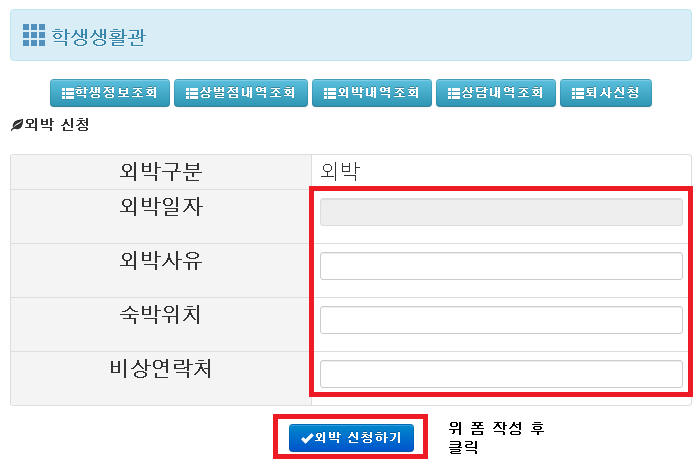 학생생활관
학생정보조회 상벌점내역조회 외박내역조회 상담내역조회 퇴사신청
외박 신청
외박구분 외박
외박일자
외박사유
숙박위치
비상연락처
외박 신청하기
위 폼 작성 후
클릭